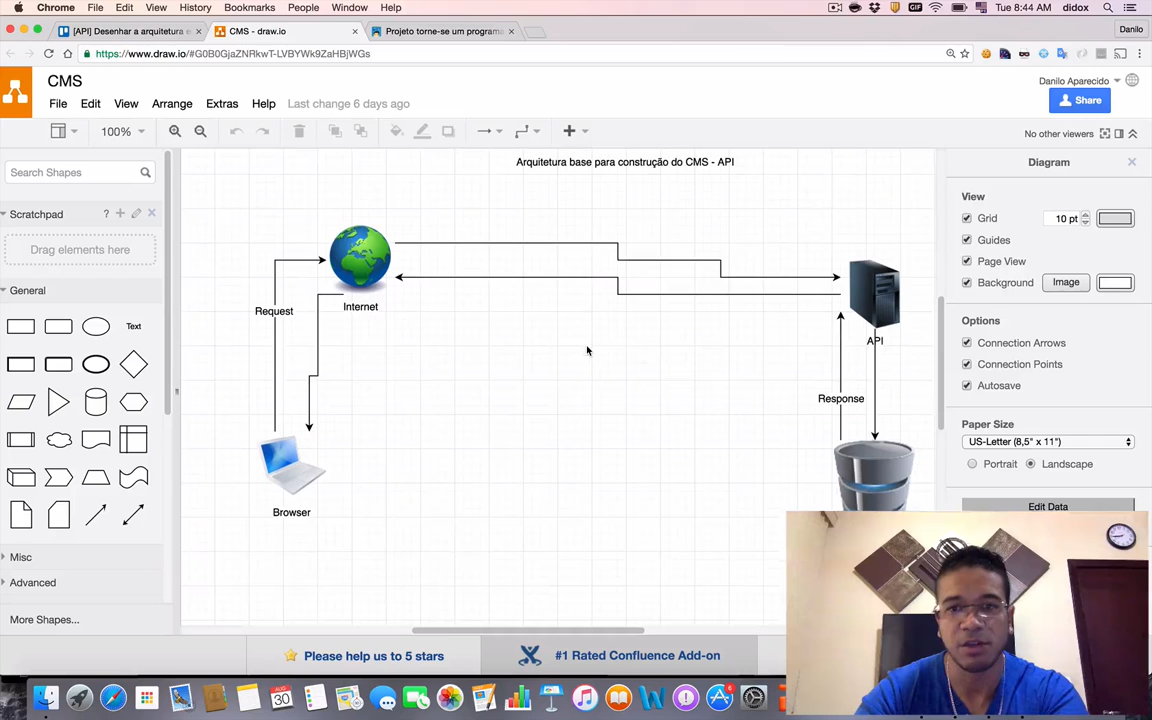 Chrome File Edit View History Bookmarks People Window Help
GIF Tue 8:44 AM didox
[API] Desenhar a arquitetura e
CMS - draw.io
Projeto torne-se um programa
Danilo
https://www.draw.io/#G0B0GjaZNRkwT-LVBYWk9ZaHBjWGs
CMS
Danilo Aparecido
File Edit View Arrange Extras Help Last change 6 days ago
Share
100%
No other viewers
Search Shapes
Scratchpad
?
Drag elements here
General
Text
Misc
Advanced
More Shapes...
Arquitetura base para construção do CMS - API
Internet
Request
Browser
API
Response
Diagram
View
Grid 10 pt
Guides
Page View
Background Image
Options
Connection Arrows
Connection Points
Autosave
Paper Size
US-Letter (8,5" x 11")
Portrait Landscape
Edit Data
Please help us to 5 stars
#1 Rated Confluence Add-on
AUG
30
6